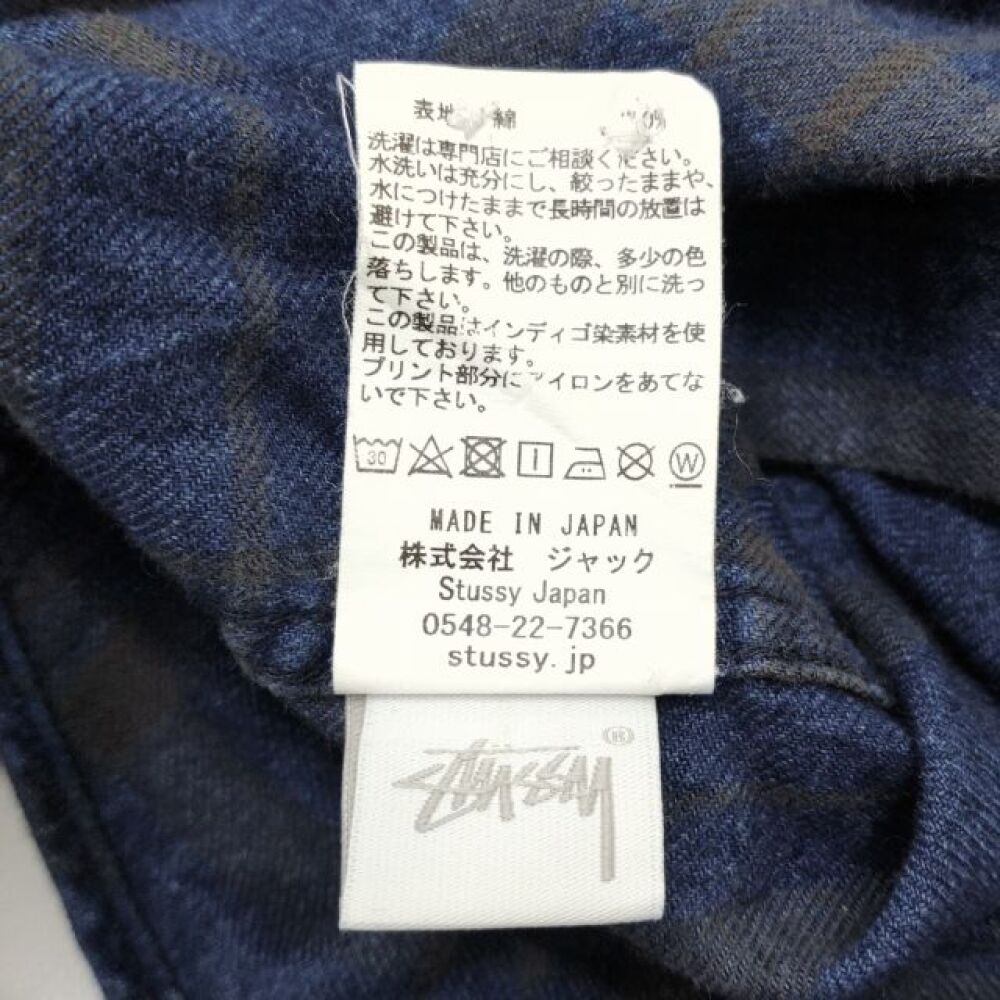 表地 綿 0%
洗濯は専門店にご相談ください。
水洗いは充分にし、絞ったままや、
水につけたままで長時間の放置は
避けて下さい。
この製品は、洗濯の際、多少の色
落ちします。他のものと別に洗っ
て下さい。
この製品はインディゴ染素材を使
用しております。
プリント部分にアイロンをあてな
いで下さい。
30 W
MADE IN JAPAN
株式会社 ジャック
Stussy Japan
0548-22-7366
stussy.jp
STÜSSY